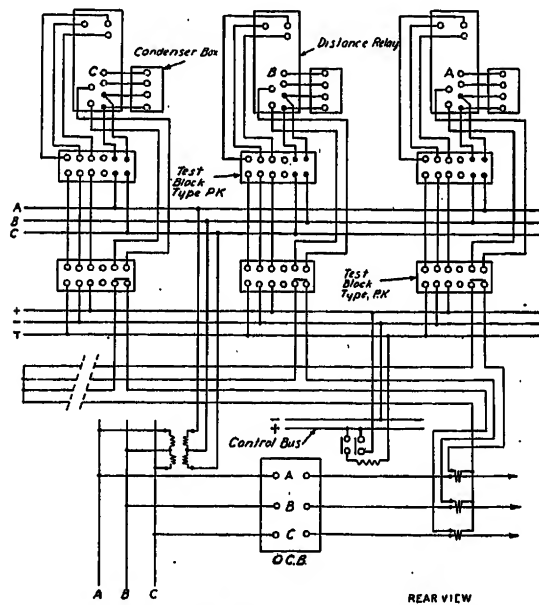 Condenser Box
Distance Relay
C
B
A
Test
Block
Type PK
A
B
C
Test
Block
Type, PK
+
-
T
-
+
Control Bus
A
B
C
O.C.B.
A B C
REAR VIEW